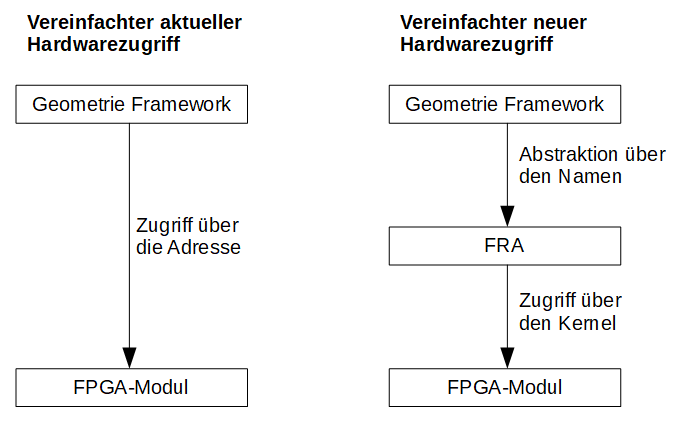 Vereinfachter aktueller
Hardwarezugriff
Geometrie Framework
Zugriff über
die Adresse
FPGA-Modul
Vereinfachter neuer
Hardwarezugriff
Geometrie Framework
Abstraktion über
den Namen
FRA
Zugriff über
den Kernel
FPGA-Modul